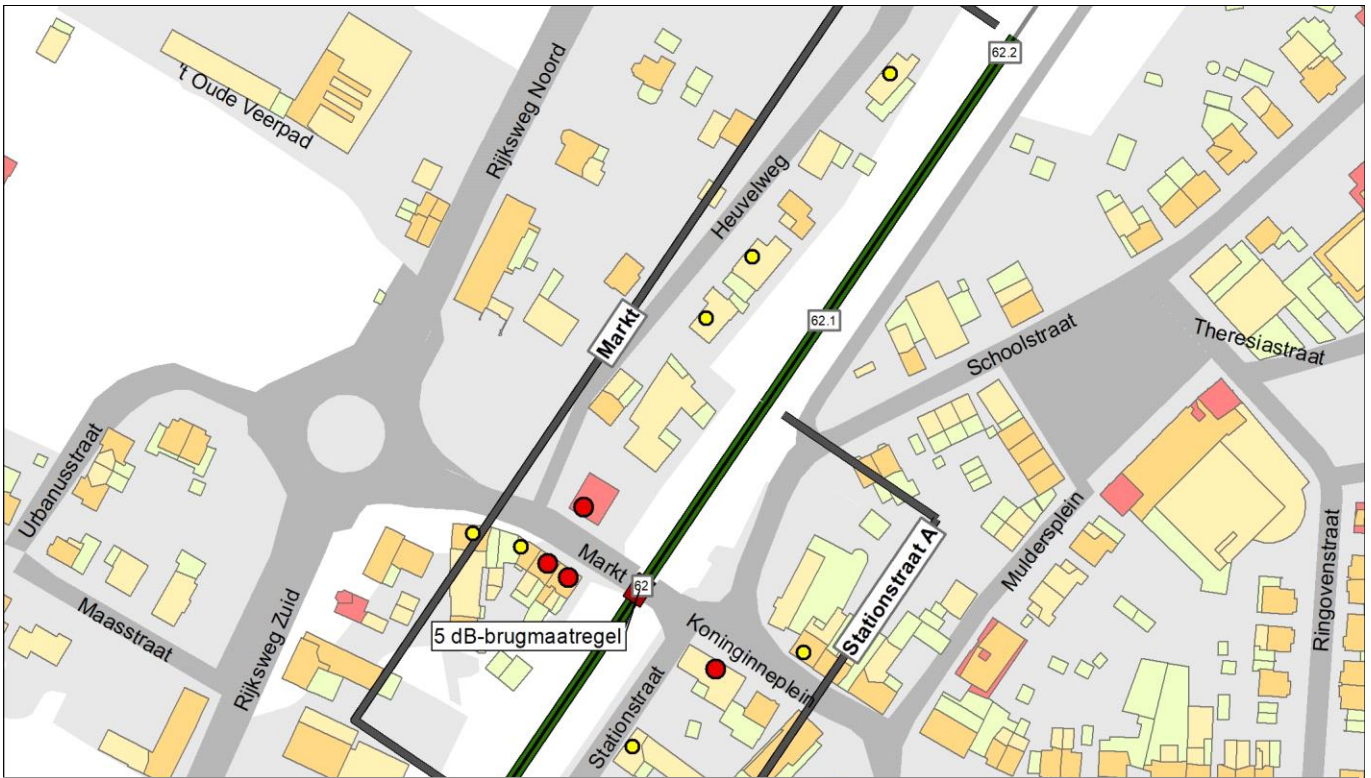 62.2
't Oude Veerpad
Rijksweg Noord
Heuvelweg
62.1
Markt
Schoolstraat
Theresiastraat
Urbanusstraat
Markt
62
Stationstraat A
Muldersplein
Ringovenstraat
Maasstraat
Rijksweg Zuid
5 dB-brugmaatregel
Koninginneplein
Stationstraat